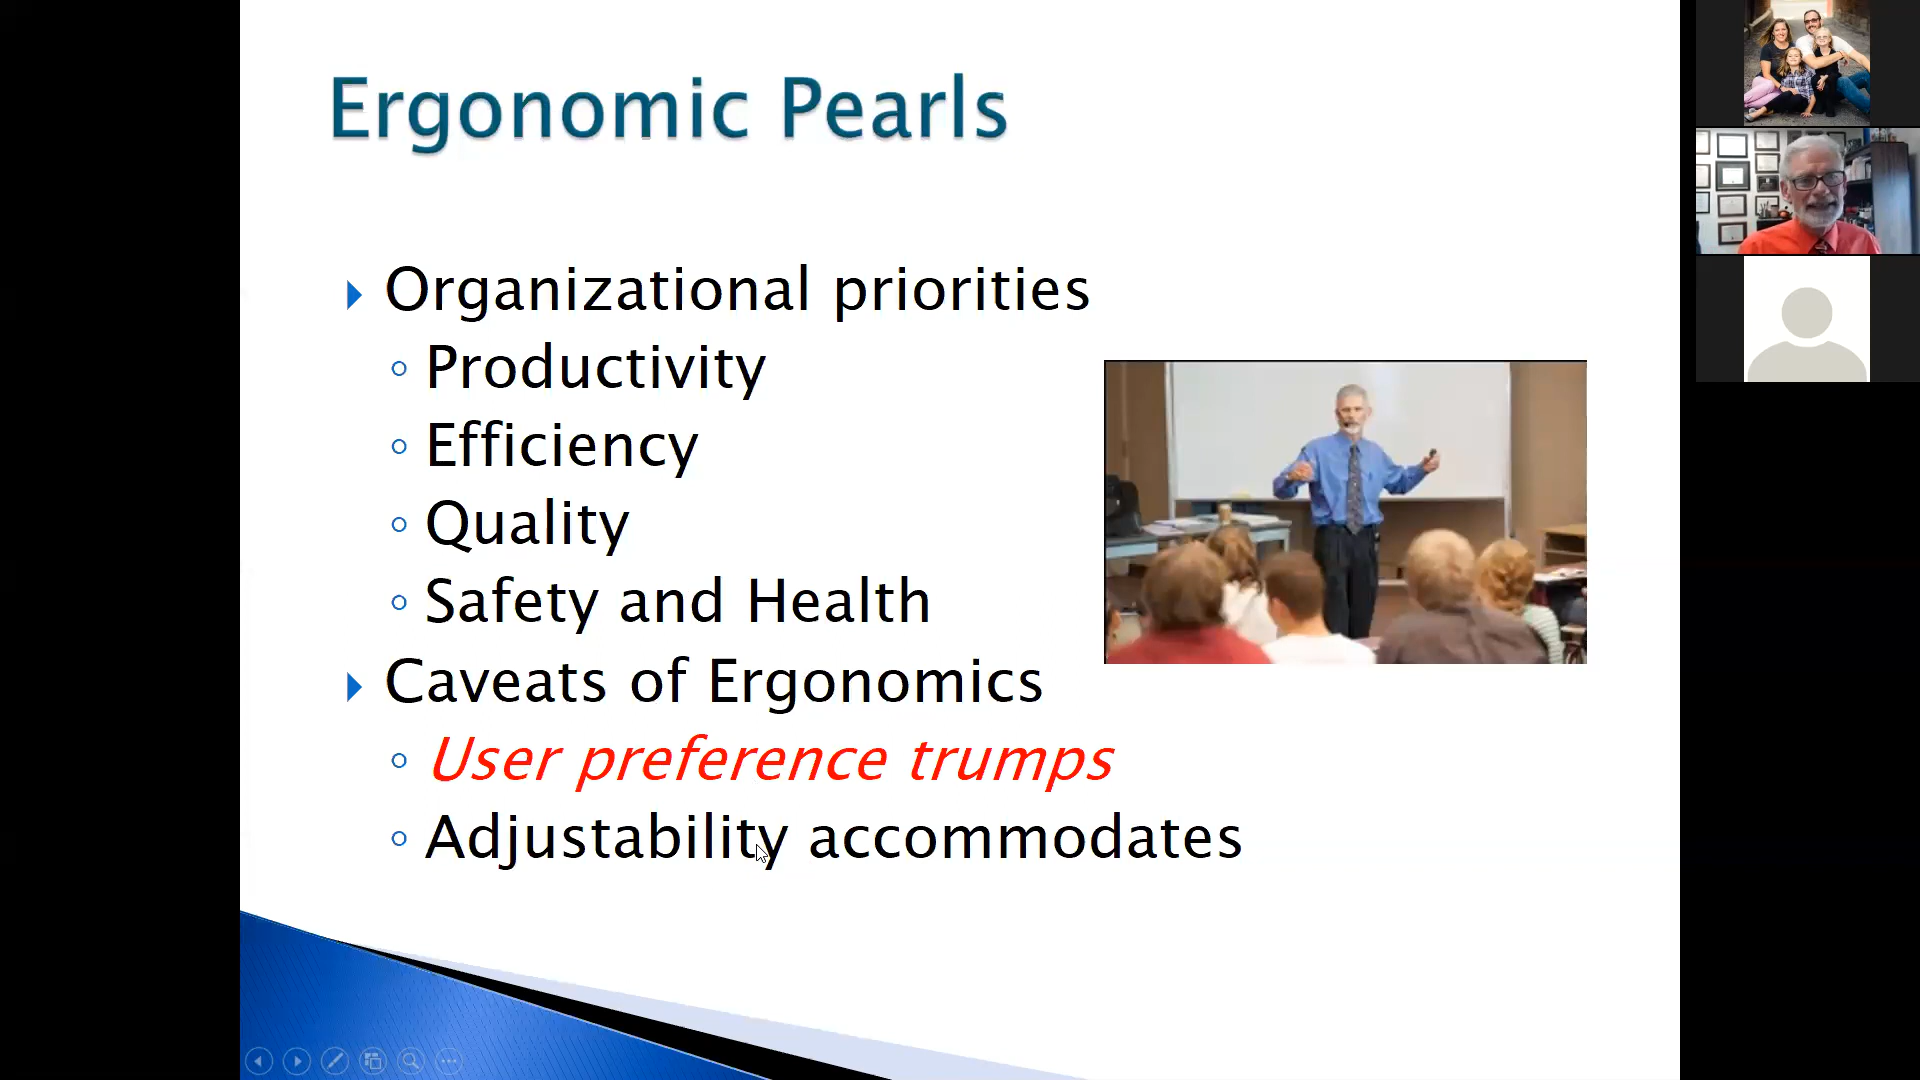 Ergonomic Pearls
Organizational priorities
Productivity
Efficiency
Quality
Safety and Health
Caveats of Ergonomics
User preference trumps
Adjustability accommodates